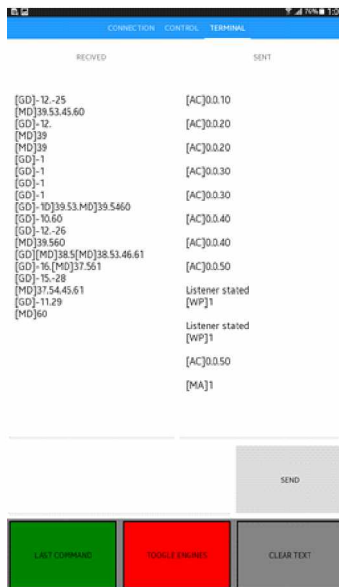 76% 1:0
CONNECTION CONTROL TERMINAL
RECIVED
SENT
[GD]-12.-25
[MD]39.53.45.60
[GD]-12.
[MD]39
[MD]39
[GD]-1
[GD]-1
[GD]-1
[GD]-1
[GD]-1D]39.53.MD]39.5460
[GD]-10.60
[GD]-12.-26
[MD]39.560
[GD][MD]38.5[MD]38.53.46.61
[GD]-16.[MD]37.561
[GD]-15.-28
[MD]37.54.45.61
[GD]-11.29
[MD]60
[AC]0.0.10
[AC]0.0.20
[AC]0.0.20
[AC]0.0.30
[AC]0.0.30
[AC]0.0.40
[AC]0.0.40
[AC]0.0.50
Listener stated
[WP]1
Listener stated
[WP]1
[AC]0.0.50
[MA]1
SEND
LAST COMMAND
TOGGLE ENGINES
CLEAR TEXT